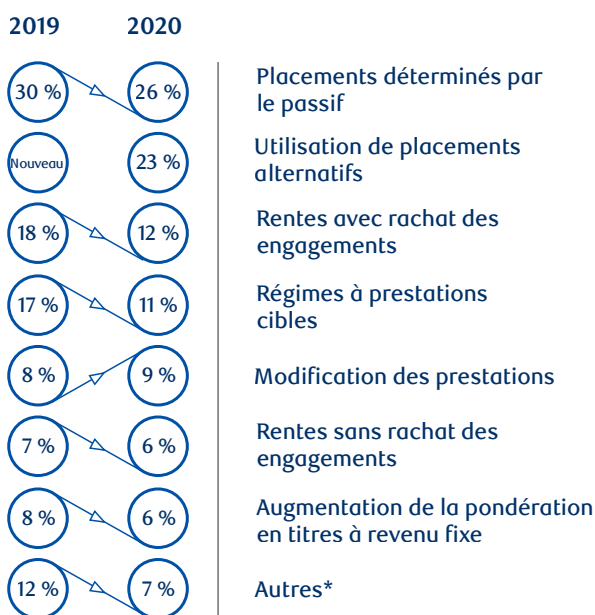 2019 2020
30 % 26 % Placements déterminés par
le passif
Nouveau 23 % Utilisation de placements
alternatifs
18 % 12 % Rentes avec rachat des
engagements
17 % 11 % Régimes à prestations
cibles
8 % 9 % Modification des prestations
7 % 6 % Rentes sans rachat des
engagements
8 % 6 % Augmentation de la pondération
en titres à revenu fixe
12 % 7 % Autres*